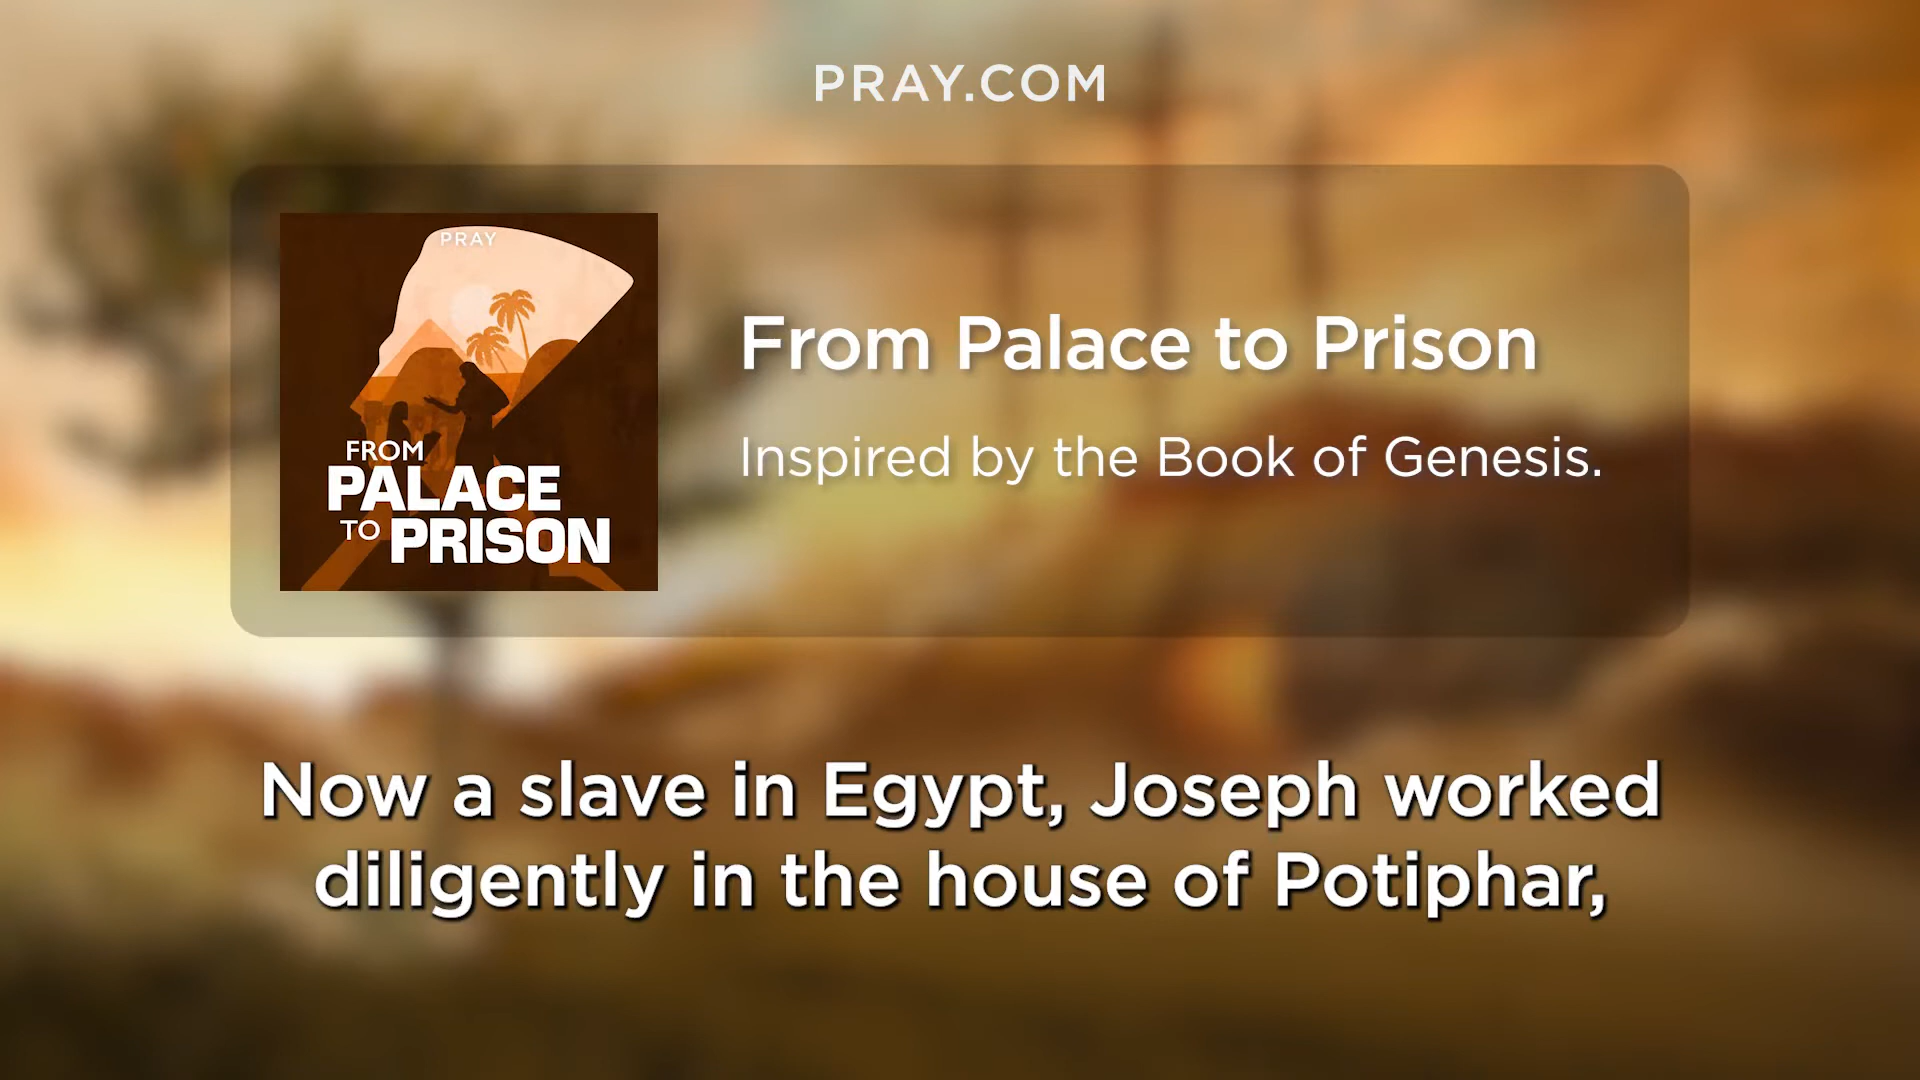 PRAY.COM
PRAY
FROM
PALACE
TO PRISON
From Palace to Prison
Inspired by the Book of Genesis.
Now a slave in Egypt, Joseph worked
diligently in the house of Potiphar,